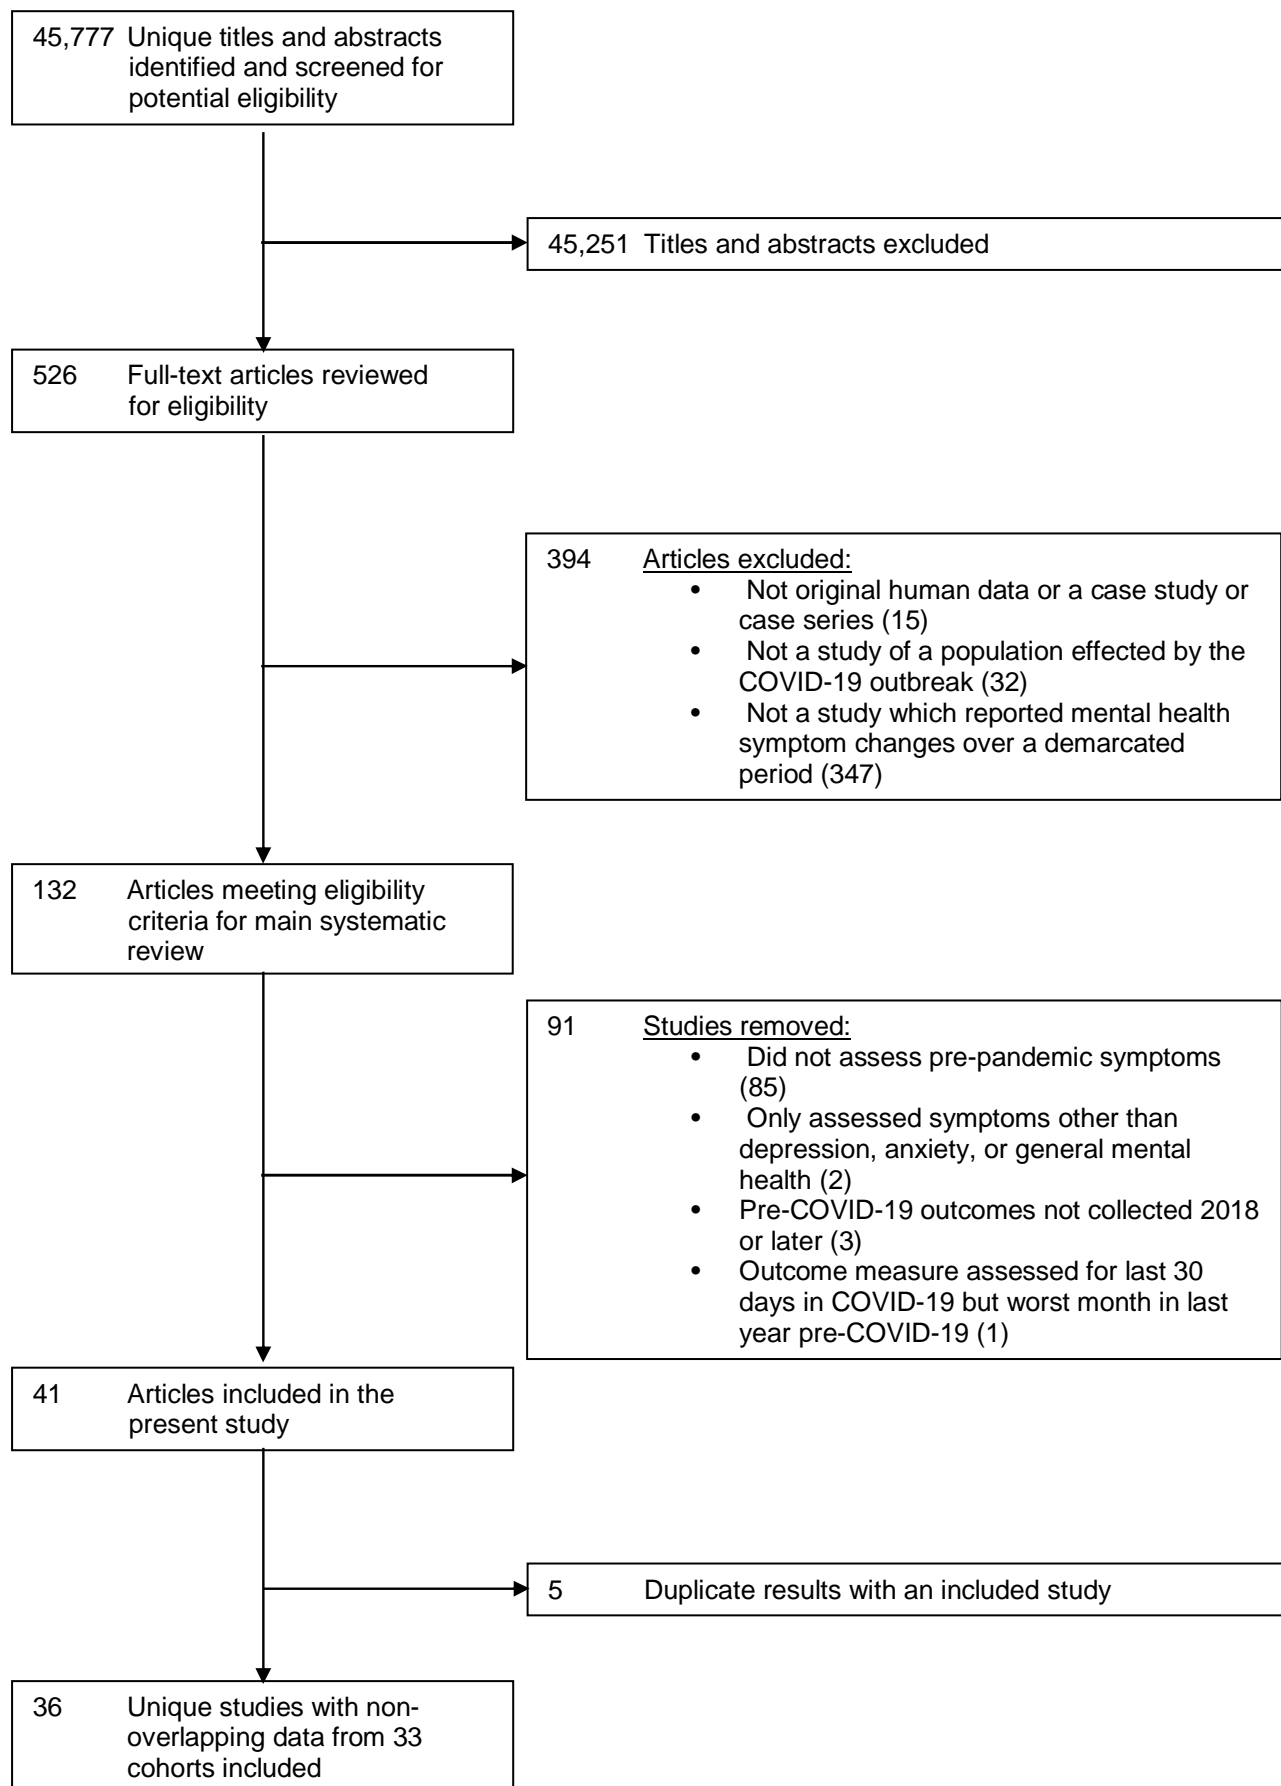 45,777 Unique titles and abstracts
identified and screened for
potential eligibility
45,251 Titles and abstracts excluded
526 Full-text articles reviewed
for eligibility
394 Articles excluded:
• Not original human data or a case study or
case series (15)
• Not a study of a population effected by the
COVID-19 outbreak (32)
• Not a study which reported mental health
symptom changes over a demarcated
period (347)
132 Articles meeting eligibility
criteria for main systematic
review
91 Studies removed:
• Did not assess pre-pandemic symptoms
(85)
• Only assessed symptoms other than
depression, anxiety, or general mental
health (2)
• Pre-COVID-19 outcomes not collected 2018
or later (3)
• Outcome measure assessed for last 30
days in COVID-19 but worst month in last
year pre-COVID-19 (1)
41 Articles included in the
present study
5 Duplicate results with an included study
36 Unique studies with non-
overlapping data from 33
cohorts included